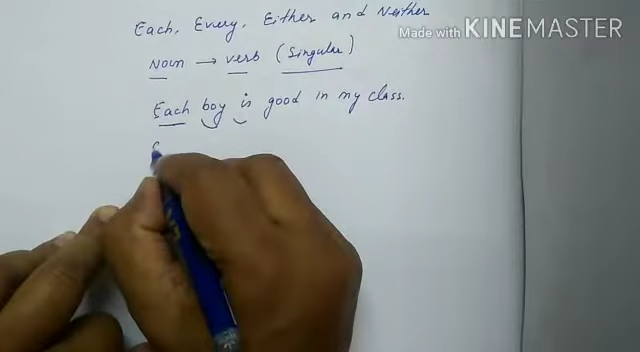 Each, Every, Either and Neither
Made with KINEMASTER
Noun → verb (Singular)
Each boy is good in my class.